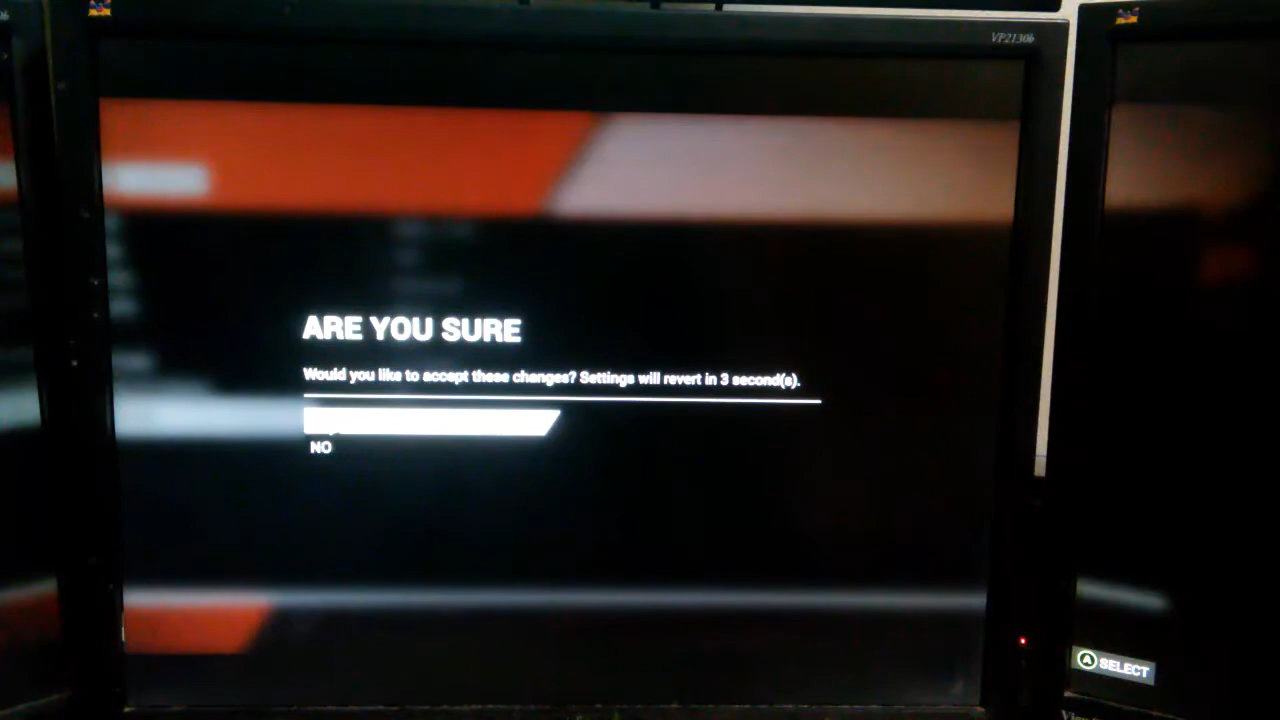 VP2130b
ARE YOU SURE
Would you like to accept these changes? Settings will revert in 3 second(s).
NO
A SELECT